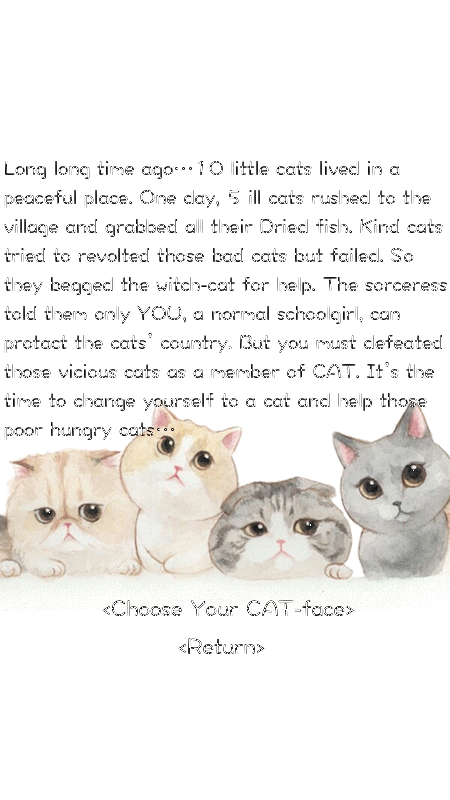 Long long time ago…10 little cats lived in a
peaceful place. One day, 5 ill cats rushed to the
village and grabbed all their Dried fish. Kind cats
tried to revolted those bad cats but failed. So
they begged the witch-cat for help. The sorceress
told them only YOU, a normal schoolgirl, can
protact the cats' country. But you must defeated
those vicious cats as a member of CAT. It's the
time to change yourself to a cat and help those
poor hungry cats…
<Choose Your CAT-face>
<Return>